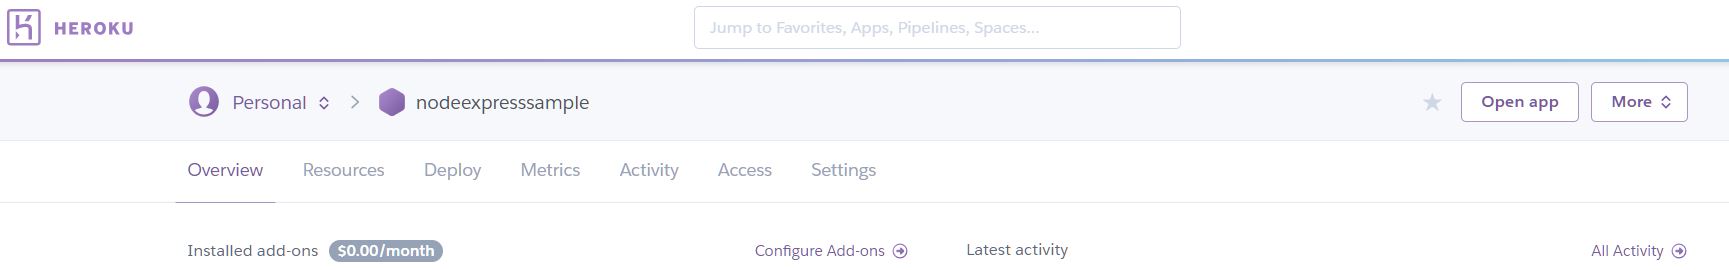 HEROKU
Jump to Favorites, Apps, Pipelines, Spaces...
Personal nodeexpresssample Open app More
Overview Resources Deploy Metrics Activity Access Settings
Installed add-ons $0.00/month Configure Add-ons Latest activity All Activity